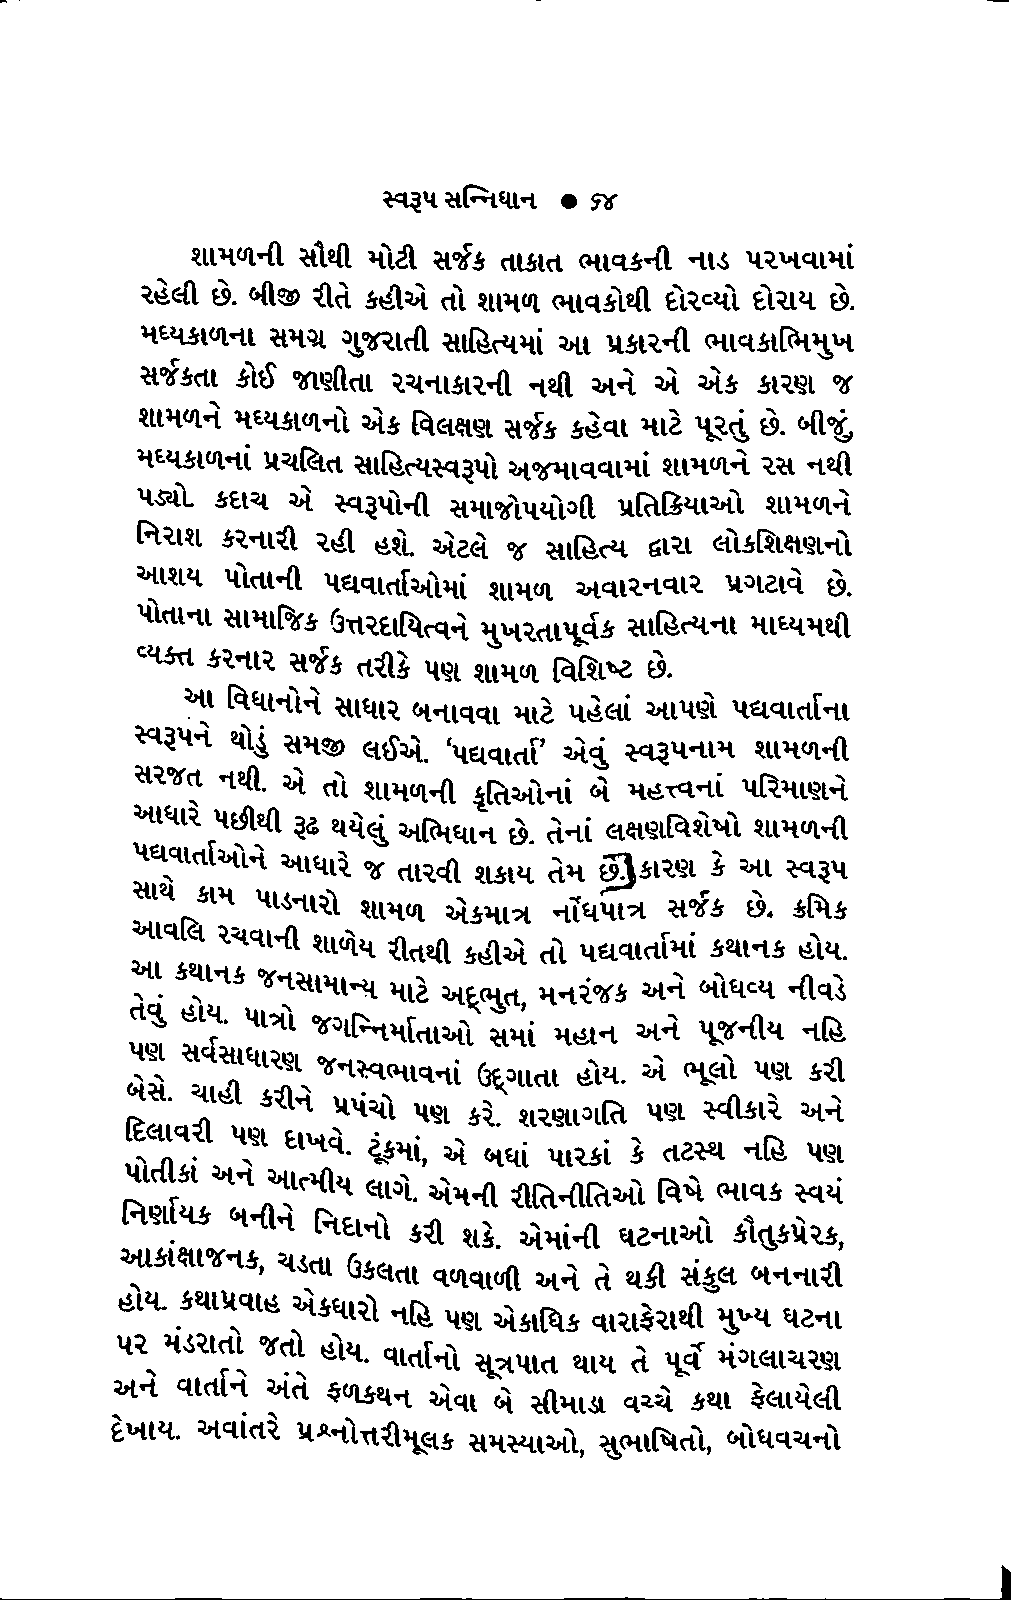 સ્વરૂપ સન્નિધાન ● ૬૪
શામળની સૌથી મોટી સર્જક તાકાત ભાવકની નાડ પરખવામાં
રહેલી છે. બીજી રીતે કહીએ તો શામળ ભાવકોથી દોરવ્યો દોરાય છે.
મધ્યકાળના સમગ્ર ગુજરાતી સાહિત્યમાં આ પ્રકારની ભાવકાભિમુખ
સર્જકતા કોઈ જાણીતા રચનાકારની નથી અને એ એક કારણ જ
શામળને મધ્યકાળનો એક વિલક્ષણ સર્જક કહેવા માટે પૂરતું છે. બીજું,
મધ્યકાળનાં પ્રચલિત સાહિત્યસ્વરૂપો અજમાવવામાં શામળને રસ નથી
પડ્યો. કદાચ એ સ્વરૂપોની સમાજોપયોગી પ્રતિક્રિયાઓ શામળને
નિરાશ કરનારી રહી હશે. એટલે જ સાહિત્ય દ્વારા લોકશિક્ષણનો
આશય પોતાની પદ્યવાર્તાઓમાં શામળ અવારનવાર પ્રગટાવે છે.
પોતાના સામાજિક ઉત્તરદાયિત્વને મુખરતાપૂર્વક સાહિત્યના માધ્યમથી
વ્યક્ત કરનાર સર્જક તરીકે પણ શામળ વિશિષ્ટ છે.
આ વિધાનોને સાધાર બનાવવા માટે પહેલાં આપણે પદ્યવાર્તાના
સ્વરૂપને થોડું સમજી લઈએ. ‘પદ્યવાર્તા’ એવું સ્વરૂપનામ શામળની
સરજત નથી. એ તો શામળની કૃતિઓનાં બે મહત્ત્વનાં પરિમાણને
આધારે પછીથી રૂઢ થયેલું અભિધાન છે. તેનાં લક્ષણવિશેષો શામળની
પદ્યવાર્તાઓને આધારે જ તારવી શકાય તેમ છે. કારણ કે આ સ્વરૂપ
સાથે કામ પાડનારો શામળ એકમાત્ર નોંધપાત્ર સર્જક છે. ક્રમિક
આવલિ રચવાની શાળેય રીતથી કહીએ તો પદ્યવાર્તામાં કથાનક હોય.
આ કથાનક જનસામાન્ય માટે અદ્ભુત, મનરંજક અને બોધવ્ય નીવડે
તેવું હોય. પાત્રો જગન્નિર્માતાઓ સમાં મહાન અને પૂજનીય નહિ
પણ સર્વસાધારણ જનસ્વભાવનાં ઉદ્ગાતા હોય. એ ભૂલો પણ કરી
બેસે. ચાહી કરીને પ્રપંચો પણ કરે. શરણાગતિ પણ સ્વીકારે અને
દિલાવરી પણ દાખવે. ટૂંકમાં, એ બધાં પારકાં કે તટસ્થ નહિ પણ
પોતીકાં અને આત્મીય લાગે. એમની રીતિનીતિઓ વિષે ભાવક સ્વયં
નિર્ણાયક બનીને નિદાનો કરી શકે. એમાંની ઘટનાઓ કૌતુકપ્રેરક,
આકાંક્ષાજનક, ચડતા ઉકલતા વળવાળી અને તે થકી સંકુલ બનનારી
હોય. કથાપ્રવાહ એકધારો નહિ પણ એકાધિક વારાફેરાથી મુખ્ય ઘટના
પર મંડરાતો જતો હોય. વાર્તાનો સૂત્રપાત થાય તે પૂર્વે મંગલાચરણ
અને વાર્તાને અંતે ફળકથન એવા બે સીમાડા વચ્ચે કથા ફેલાયેલી
દેખાય. અવાંતરે પ્રશ્નોત્તરીમૂલક સમસ્યાઓ, સુભાષિતો, બોધવચનો